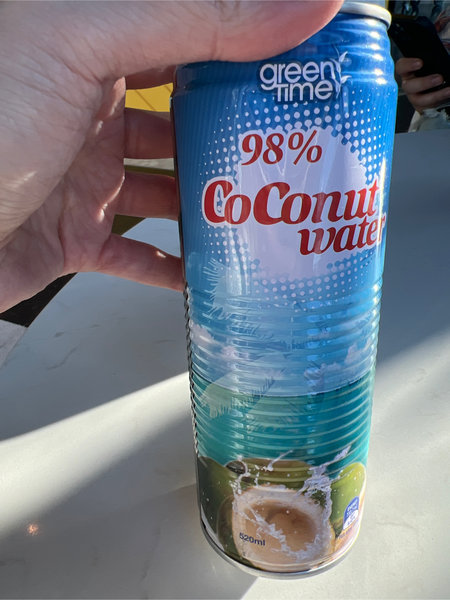 green
Time
98%
CoConut
water
520ml